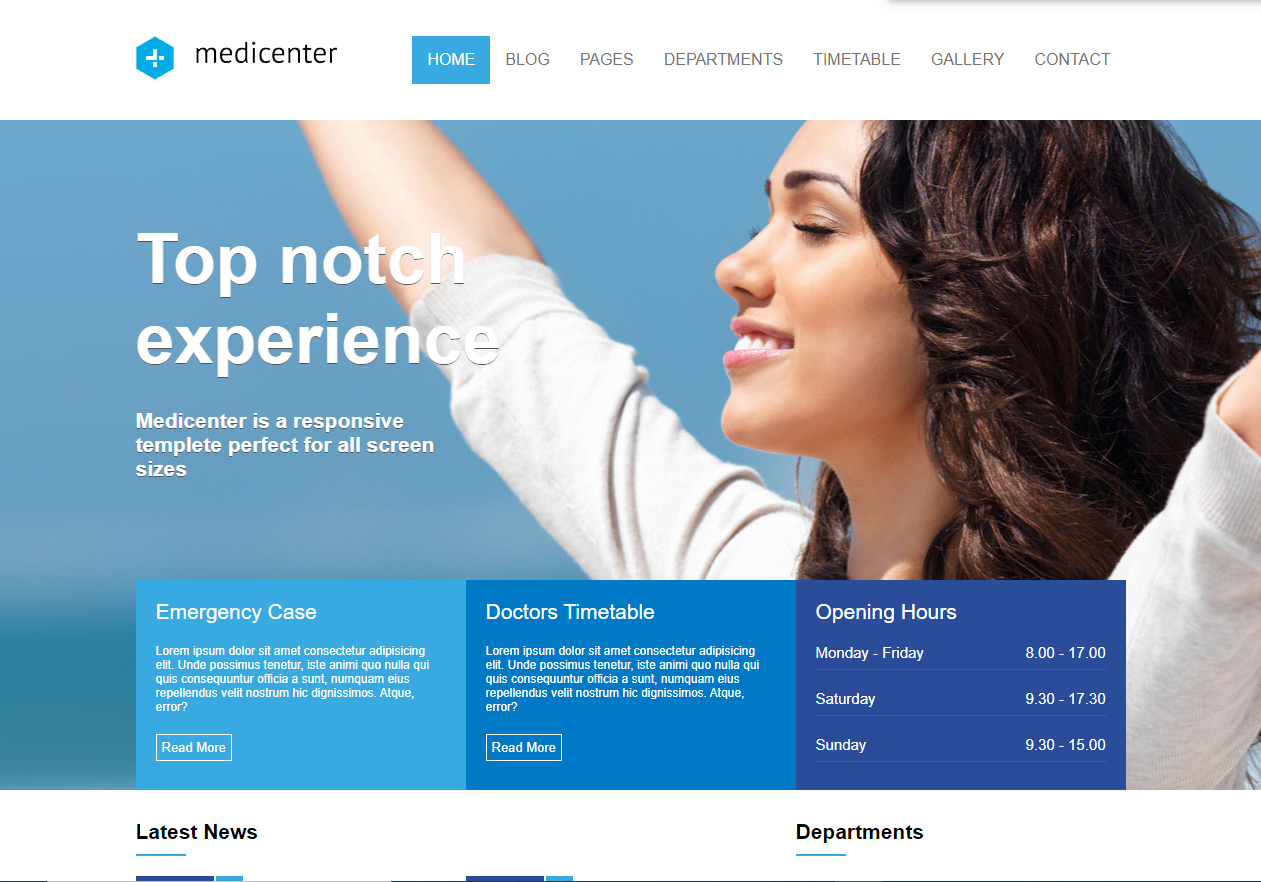 medicenter
HOME BLOG PAGES DEPARTMENTS TIMETABLE GALLERY CONTACT
Top notch
experience
Medicenter is a responsive
templete perfect for all screen
sizes
Emergency Case
Lorem ipsum dolor sit amet consectetur adipisicing
elit. Unde possimus tenetur, iste animi quo nulla qui
quis consequuntur officia a sunt, numquam eius
repellendus velit nostrum hic dignissimos. Atque,
error?
Read More
Doctors Timetable
Lorem ipsum dolor sit amet consectetur adipisicing
elit. Unde possimus tenetur, iste animi quo nulla qui
quis consequuntur officia a sunt, numquam eius
repellendus velit nostrum hic dignissimos. Atque,
error?
Read More
Opening Hours
Monday - Friday 8.00 - 17.00
Saturday 9.30 - 17.30
Sunday 9.30 - 15.00
Latest News
Departments